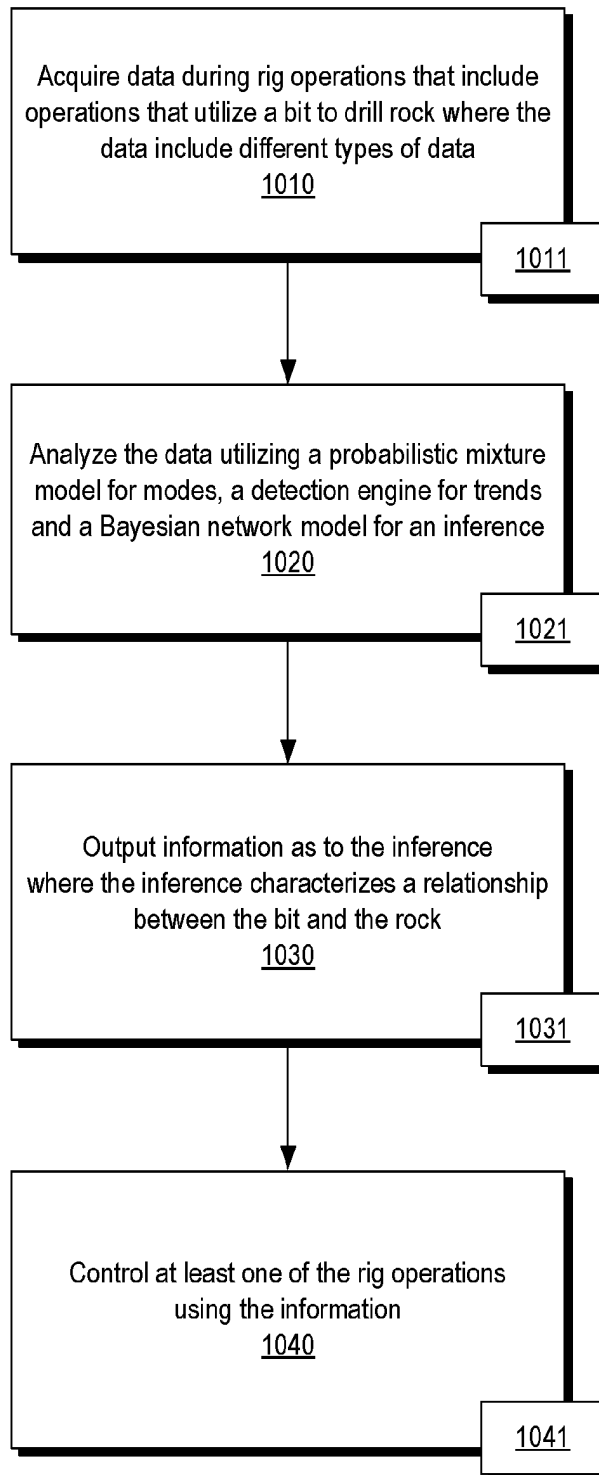 Acquire data during rig operations that include
operations that utilize a bit to drill rock where the
data include different types of data
1010
1011
Analyze the data utilizing a probabilistic mixture
model for modes, a detection engine for trends
and a Bayesian network model for an inference
1020
1021
Output information as to the inference
where the inference characterizes a relationship
between the bit and the rock
1030
1031
Control at least one of the rig operations
using the information
1040
1041